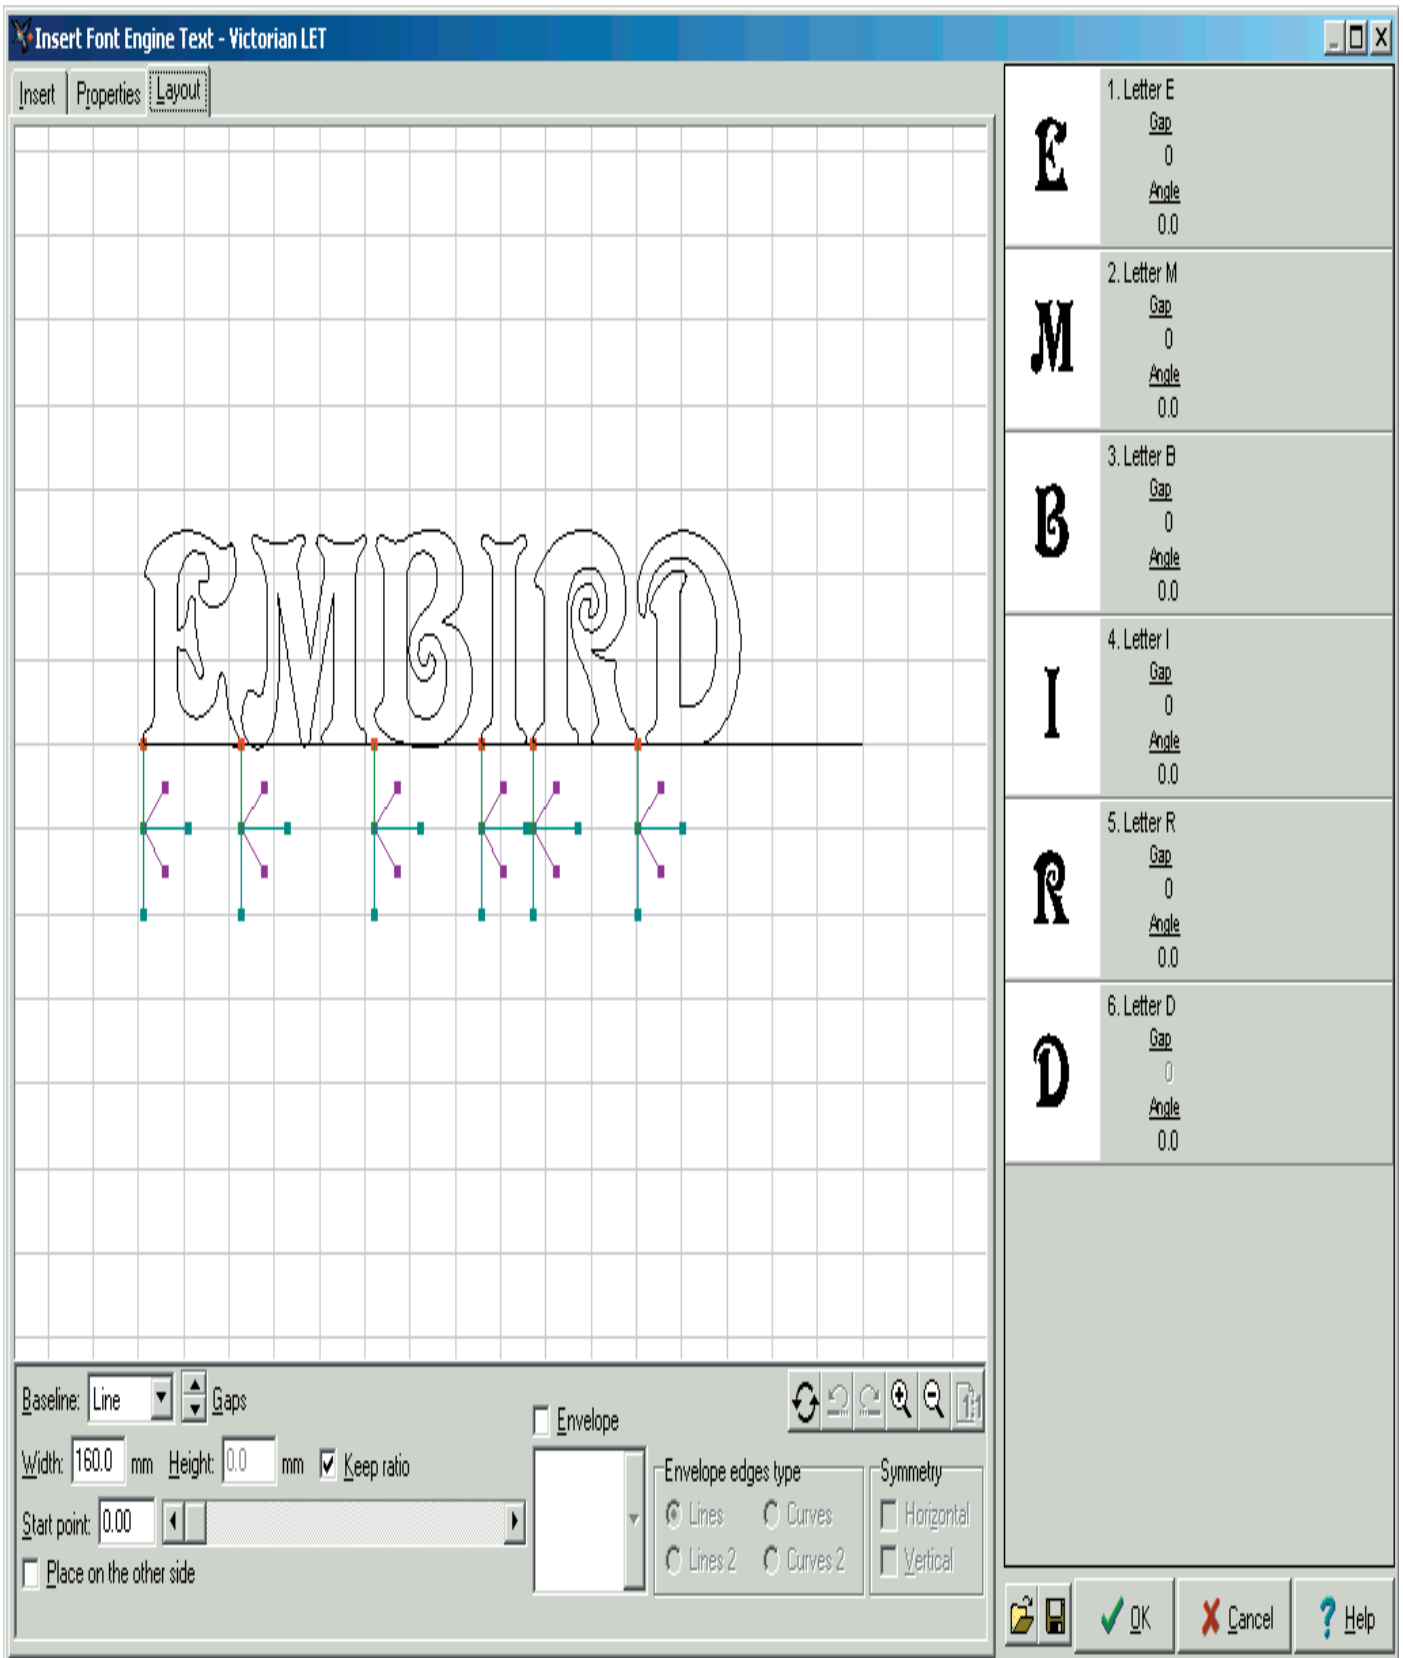 Insert Font Engine Text - Victorian LET
Insert Properties Layout
EMBIRD
E
1. Letter E
Gap
0
Angle
0.0
M
2. Letter M
Gap
0
Angle
0.0
B
3. Letter B
Gap
0
Angle
0.0
I
4. Letter I
Gap
0
Angle
0.0
R
5. Letter R
Gap
0
Angle
0.0
D
6. Letter D
Gap
0
Angle
0.0
Baseline: Line Gaps
Width: 160.0 mm Height: 0.0 mm Keep ratio
Start point: 0.00
Place on the other side
1:1
Envelope
Envelope edges type
Lines Curves
Lines 2 Curves 2
Symmetry
Horizontal
Vertical
OK Cancel ? Help